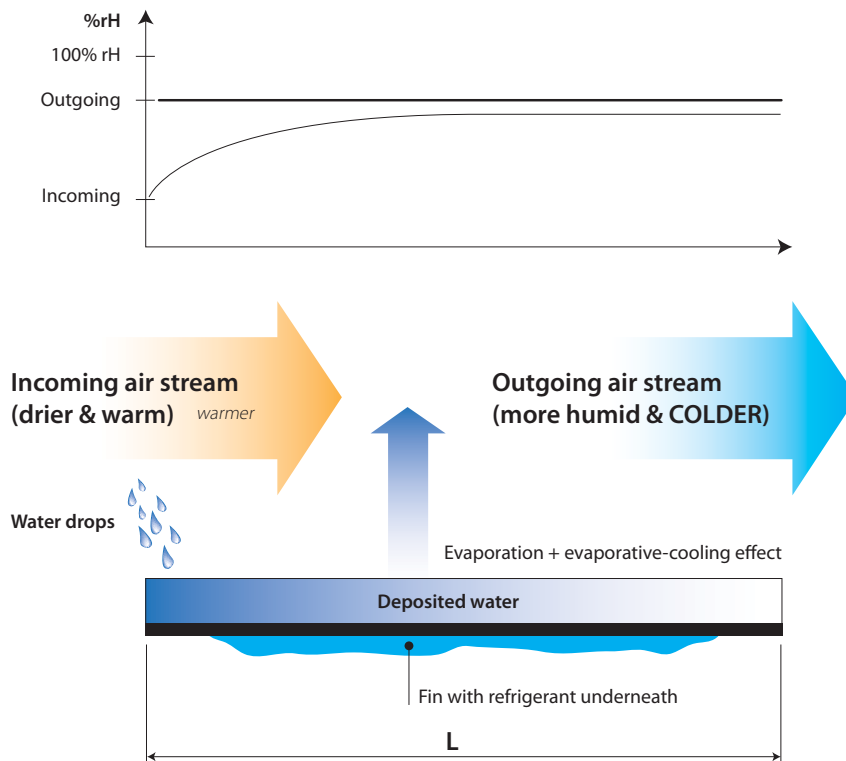 %rH
100% rH
Outgoing
Incoming
Incoming air stream
(drier & warm) warmer
Outgoing air stream
(more humid & COLDER)
Water drops
Evaporation + evaporative-cooling effect
Deposited water
Fin with refrigerant underneath
L